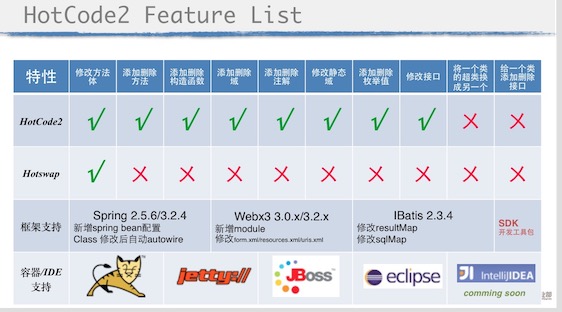 HotCode2 Feature List
特性
修改方法
体
添加删除
方法
添加删除
构造函数
添加删除
域
添加删除
注解
修改静态
域
添加删除
枚举值
修改接口
将一个类
的超类换
成另一个
给一个类
添加删除
接口
HotCode2
Hotswap
框架支持
Spring 2.5.6/3.2.4
新增spring bean配置
Class 修改后自动autowire
Webx3 3.0.x/3.2.x
新增module
修改form.xml/resources.xml/uris.xml
IBatis 2.3.4
修改resultMap
修改sqlMap
SDK
开发工具包
容器/IDE
支持
jetty://
JBoss
eclipse
IntelliJIDEA
comming soon